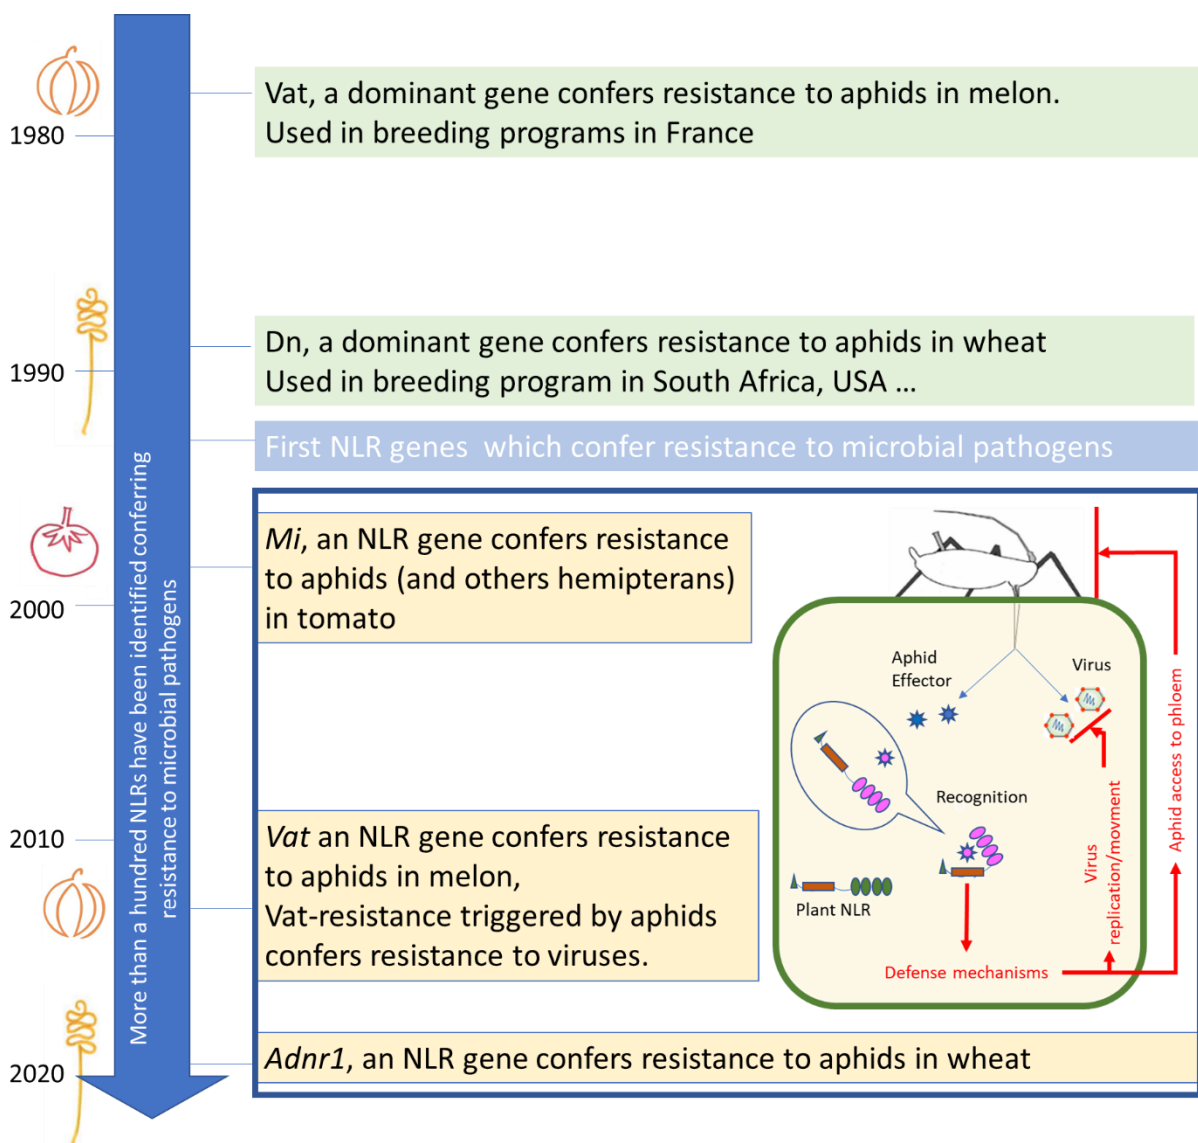 1980
1990
2000
2010
2020
More than a hundred NLRs have been identified conferring
resistance to microbial pathogens
Vat, a dominant gene confers resistance to aphids in melon.
Used in breeding programs in France
Dn, a dominant gene confers resistance to aphids in wheat
Used in breeding program in South Africa, USA ...
First NLR genes  which confer resistance to microbial pathogens
Mi, an NLR gene confers resistance
to aphids (and others hemipterans)
in tomato
Vat an NLR gene confers resistance
to aphids in melon,
Vat-resistance triggered by aphids
confers resistance to viruses.
Adnr1, an NLR gene confers resistance to aphids in wheat
Aphid
Effector
Virus
Recognition
Plant NLR
Defense mechanisms
Virus
replication/movment
Aphid access to phloem